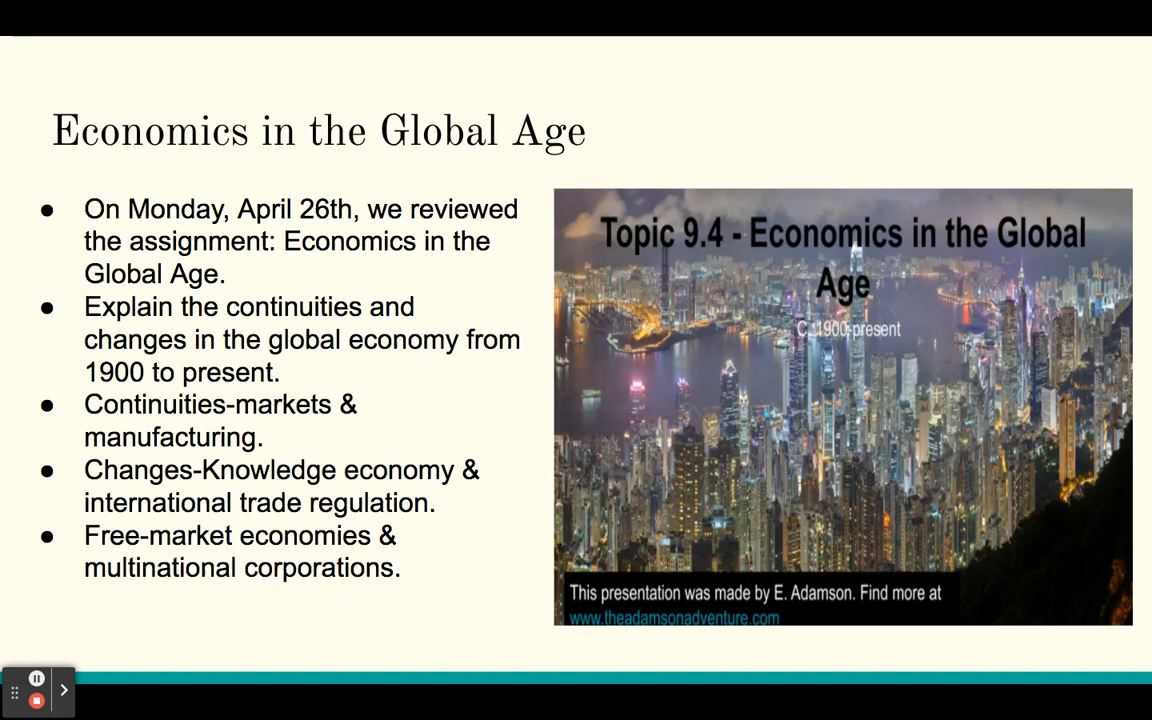 Economics in the Global Age
● On Monday, April 26th, we reviewed
the assignment: Economics in the
Global Age.
● Explain the continuities and
changes in the global economy from
1900 to present.
● Continuities-markets &
manufacturing.
● Changes-Knowledge economy &
international trade regulation.
● Free-market economies &
multinational corporations.
Topic 9.4 - Economics in the Global
Age
C. 1900-present
This presentation was made by E. Adamson. Find more at
www.theadamsonadventure.com